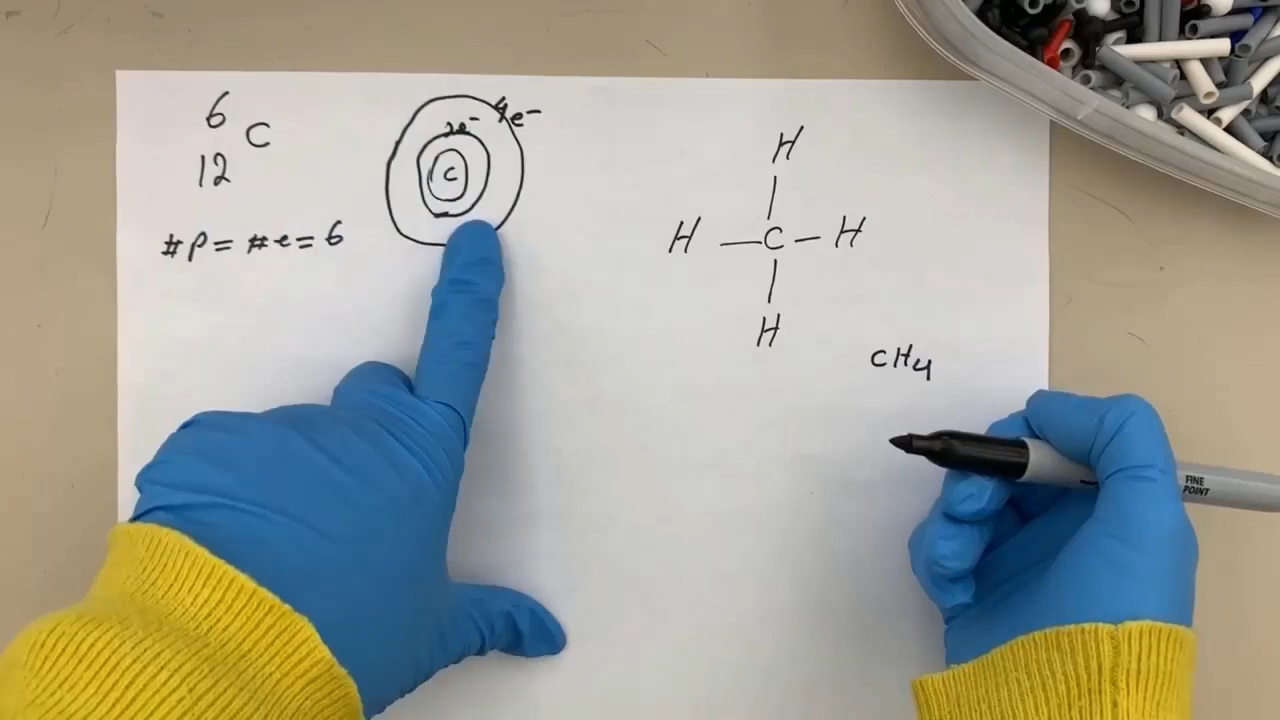 6
C
12
#p = #e = 6
4e-
2e-
C
H
H — C — H
H
CH4
FINE
POINT